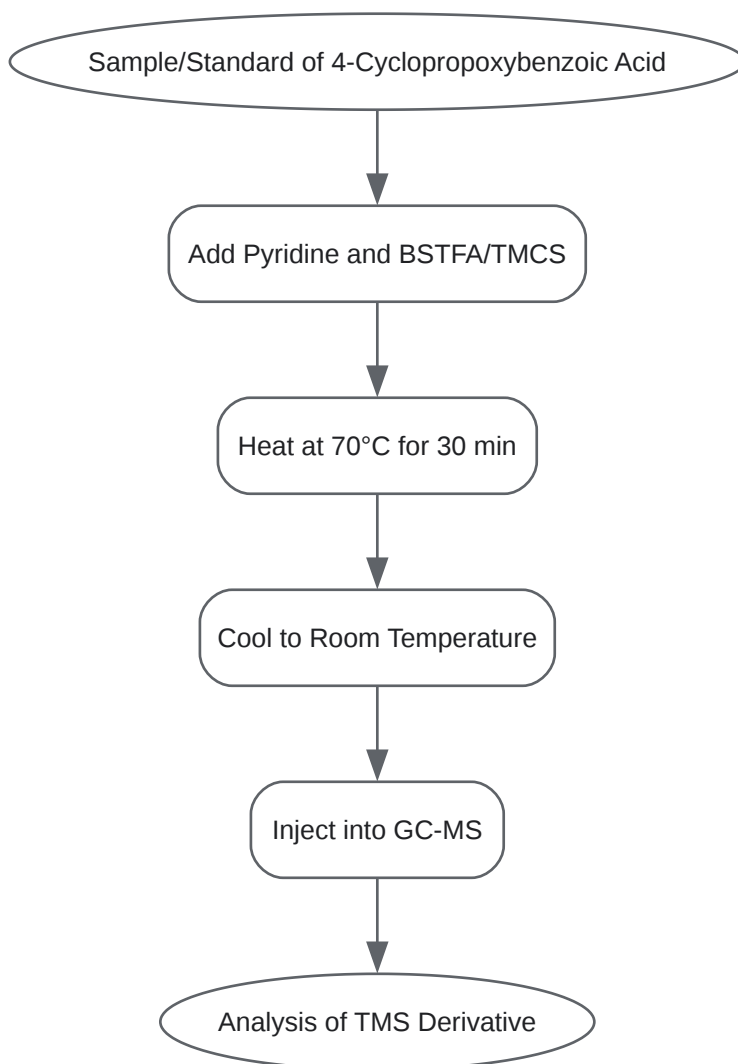 Sample/Standard of 4-Cyclopropoxybenzoic Acid
Add Pyridine and BSTFA/TMCS
Heat at 70°C for 30 min
Cool to Room Temperature
Inject into GC-MS
Analysis of TMS Derivative